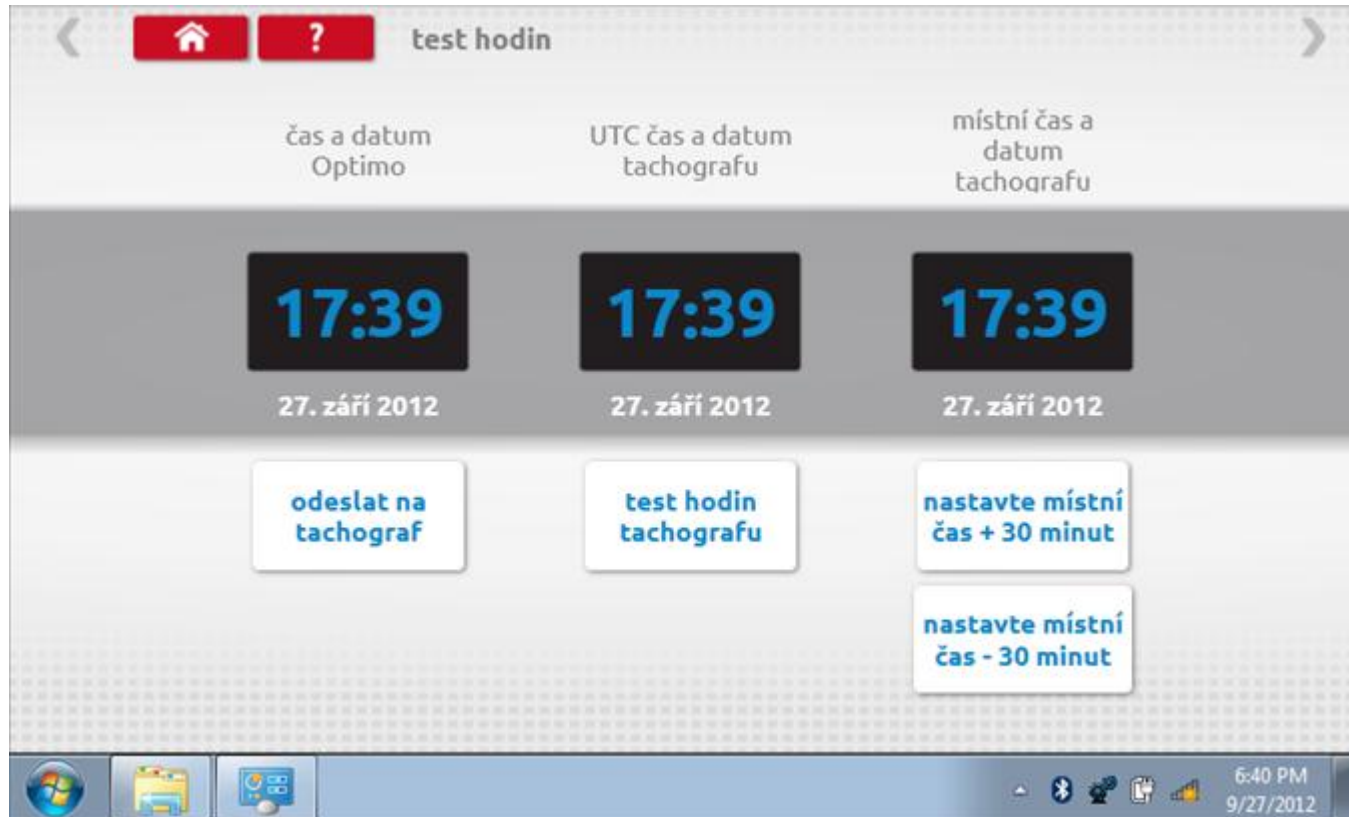 ?
test hodin
čas a datum
Optimo
UTC čas a datum
tachografu
místní čas a
datum
tachografu
17:39
17:39
17:39
27. září 2012
27. září 2012
27. září 2012
odeslat na
tachograf
test hodin
tachografu
nastavte místní
čas + 30 minut
nastavte místní
čas - 30 minut
6:40 PM
9/27/2012